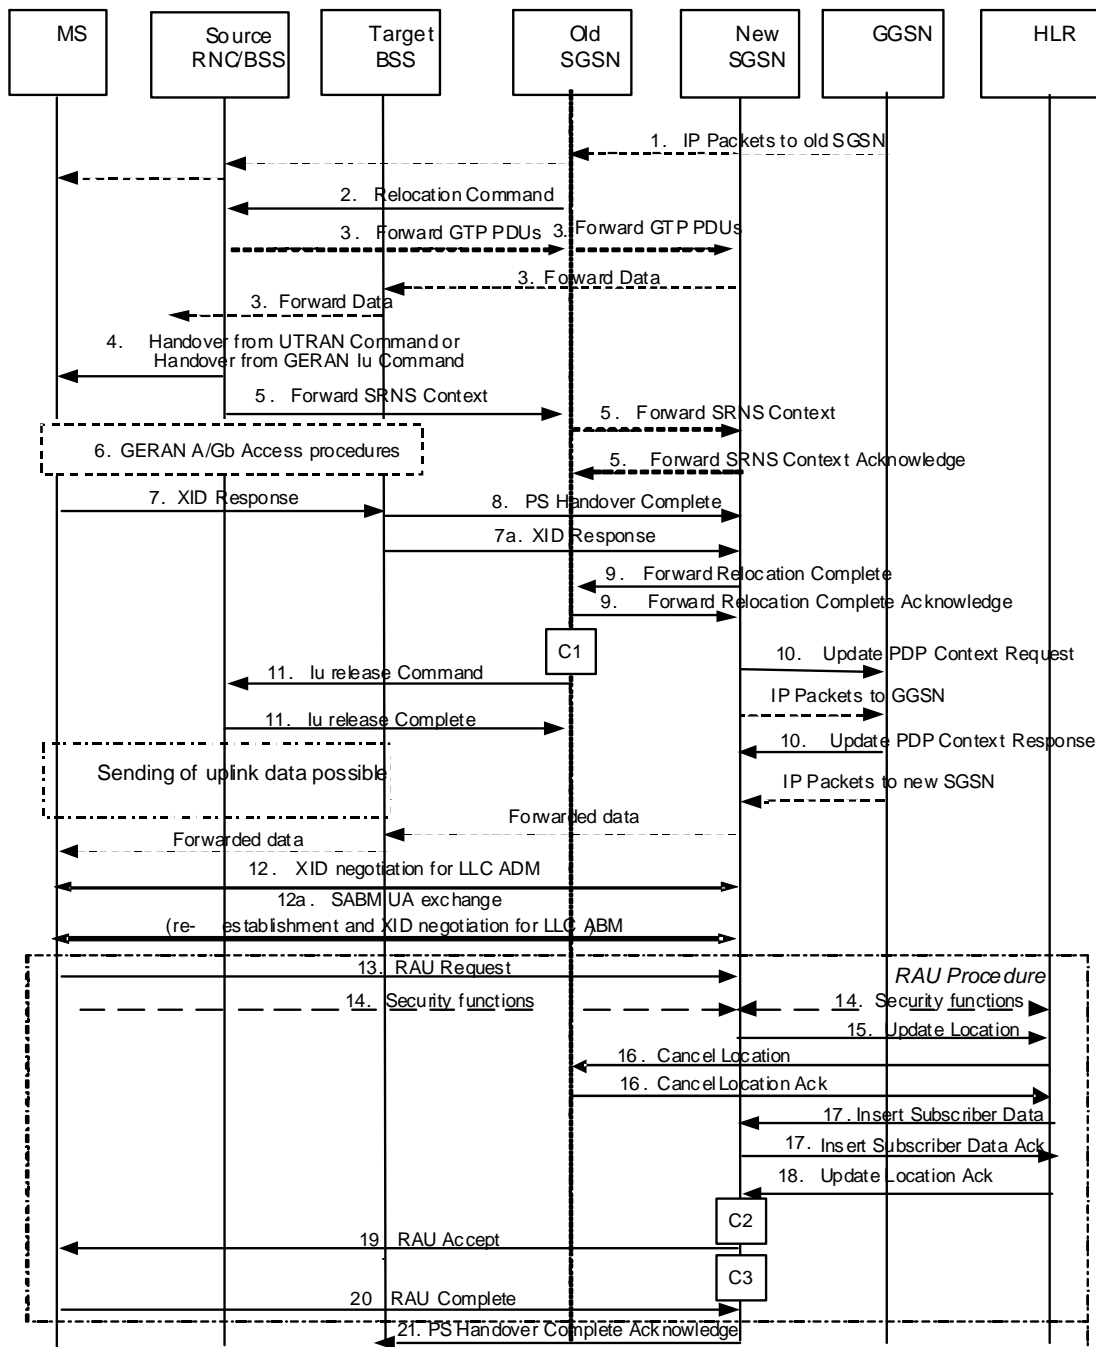 MS
Source
RNC/BSS
Target
BSS
Old
SGSN
New
SGSN
GGSN
HLR
1. IP Packets to old SGSN
2. Relocation Command
3. Forward GTP PDUs
3. Forward GTP PDUs
3. Forward Data
3. Forward Data
4. Handover from UTRAN Command or
Handover from GERAN Iu Command
5. Forward SRNS Context
5. Forward SRNS Context
6. GERAN A/Gb Access procedures
5. Forward SRNS Context Acknowledge
7. XID Response
8. PS Handover Complete
7a. XID Response
9. Forward Relocation Complete
9. Forward Relocation Complete Acknowledge
C1
10. Update PDP Context Request
11. Iu release Command
IP Packets to GGSN
11. Iu release Complete
10. Update PDP Context Response
Sending of uplink data possible
IP Packets to new SGSN
Forwarded data
Forwarded data
12. XID negotiation for LLC ADM
12a. SABM UA exchange
(re- establishment and XID negotiation for LLC ABM)
13. RAU Request
RAU Procedure
14. Security functions
14. Security functions
15. Update Location
16. Cancel Location
16. Cancel Location Ack
17. Insert Subscriber Data
17. Insert Subscriber Data Ack
18. Update Location Ack
C2
19 RAU Accept
C3
20 RAU Complete
21. PS Handover Complete Acknowledge